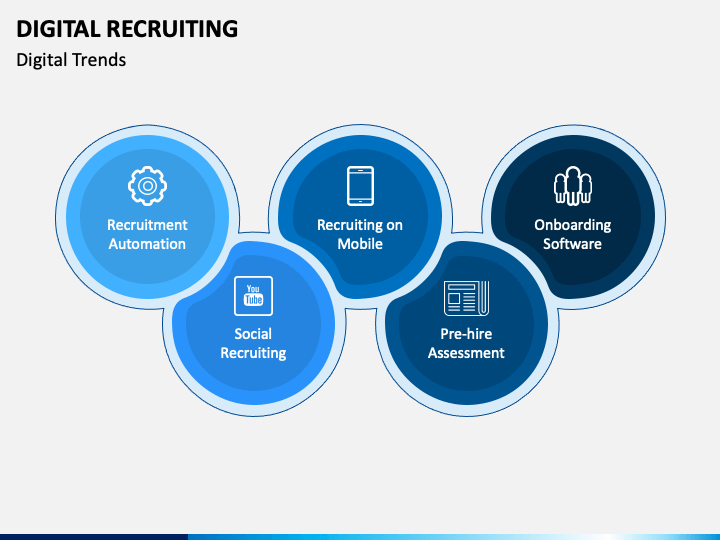 DIGITAL RECRUITING
Digital Trends
Recruitment
Automation
Recruiting on
Mobile
Onboarding
Software
You
Tube
Social
Recruiting
Pre-hire
Assessment